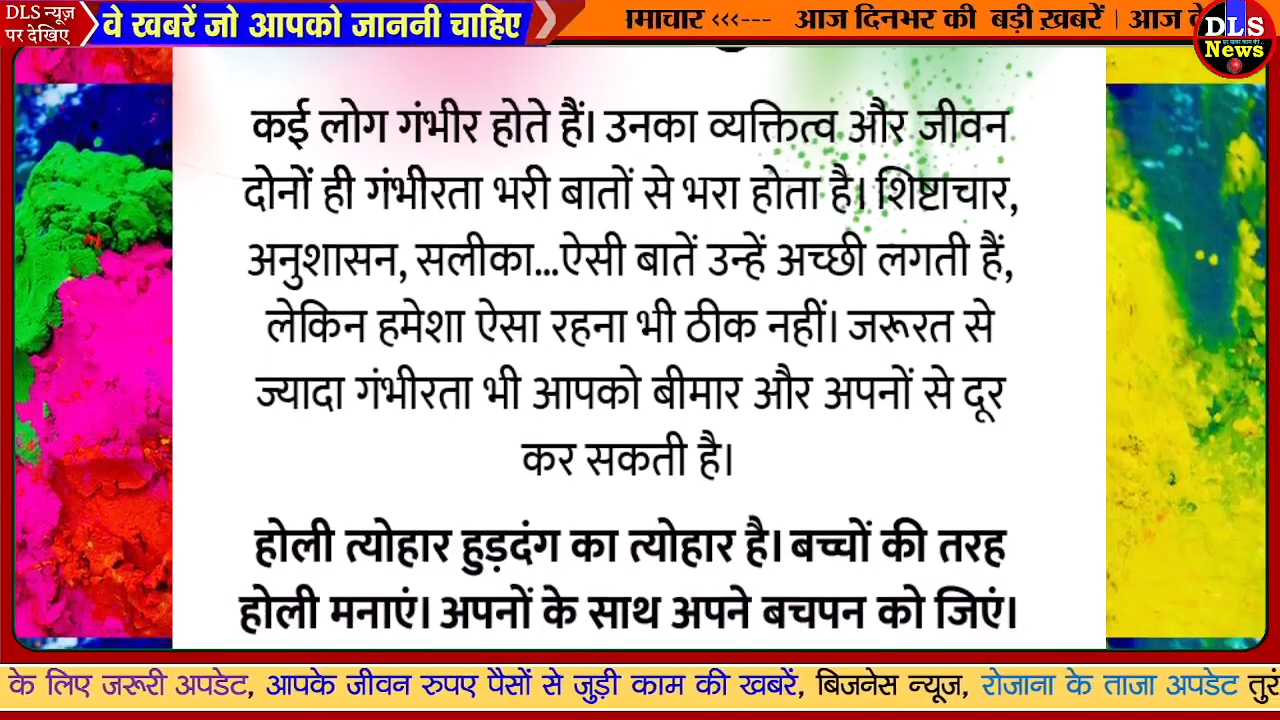 DLS न्यूज़
पर देखिए
वे खबरें जो आपको जाननी चाहिए
माचार <<<--- आज दिनभर की बड़ी ख़बरें | आज
DLS
News
कई लोग गंभीर होते हैं। उनका व्यक्तित्व और जीवन
दोनों ही गंभीरता भरी बातों से भरा होता है। शिष्टाचार,
अनुशासन, सलीका...ऐसी बातें उन्हें अच्छी लगती हैं,
लेकिन हमेशा ऐसा रहना भी ठीक नहीं। जरूरत से
ज्यादा गंभीरता भी आपको बीमार और अपनों से दूर
कर सकती है।
होली त्योहार हुड़दंग का त्योहार है। बच्चों की तरह
होली मनाएं। अपनों के साथ अपने बचपन को जिएं।
के लिए जरूरी अपडेट, आपके जीवन रुपए पैसों से जुड़ी काम की खबरें, बिजनेस न्यूज, रोजाना के ताजा अपडेट